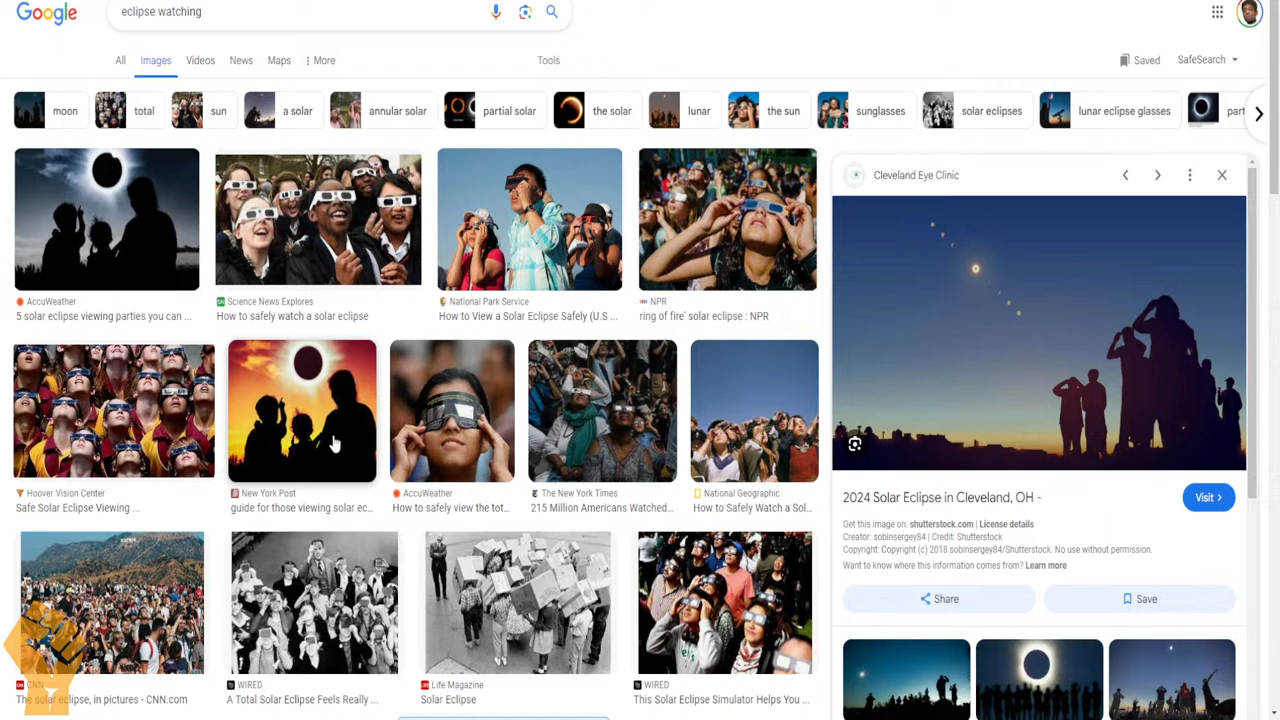 Google
eclipse watching
All Images Videos News Maps More Tools Saved SafeSearch
moon total sun a solar annular solar partial solar the solar lunar the sun sunglasses solar eclipses lunar eclipse glasses part
AccuWeather
5 solar eclipse viewing parties you can ...
Science News Explores
How to safely watch a solar eclipse
National Park Service
How to View a Solar Eclipse Safely (U.S ...
NPR
ring of fire' solar eclipse : NPR
Hoover Vision Center
Safe Solar Eclipse Viewing ...
New York Post
guide for those viewing solar ec...
AccuWeather
How to safely view the tot...
The New York Times
215 Million Americans Watched...
National Geographic
How to Safely Watch a Sol...
CNN
The solar eclipse, in pictures - CNN.com
WIRED
A Total Solar Eclipse Feels Really ...
Life Magazine
Solar Eclipse
WIRED
This Solar Eclipse Simulator Helps You ...
Cleveland Eye Clinic
2024 Solar Eclipse in Cleveland, OH -
Visit >
Get this image on: shutterstock.com | License details
Creator: sobinsergey84 | Credit: Shutterstock
Copyright: Copyright (c) 2018 sobinsergey84/Shutterstock. No use without permission.
Want to know where this information comes from? Learn more
Share
Save